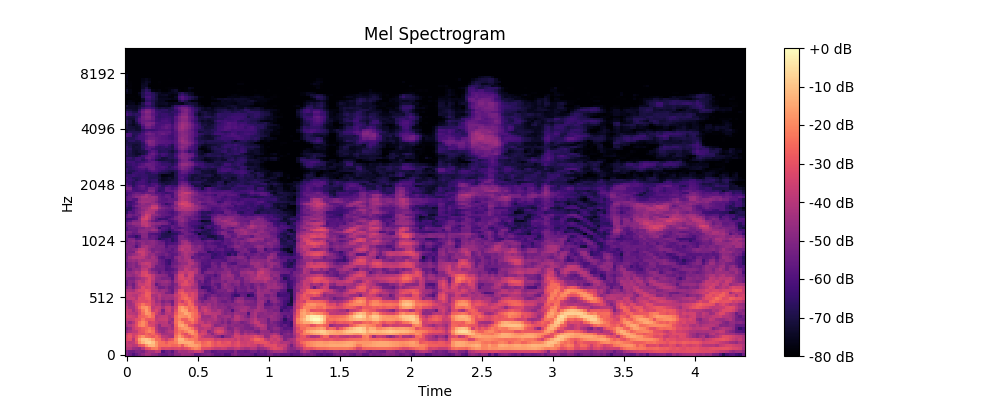 Mel Spectrogram
Hz
8192
4096
2048
1024
512
0
0 0.5 1 1.5 2 2.5 3 3.5 4
Time
+0 dB
-10 dB
-20 dB
-30 dB
-40 dB
-50 dB
-60 dB
-70 dB
-80 dB